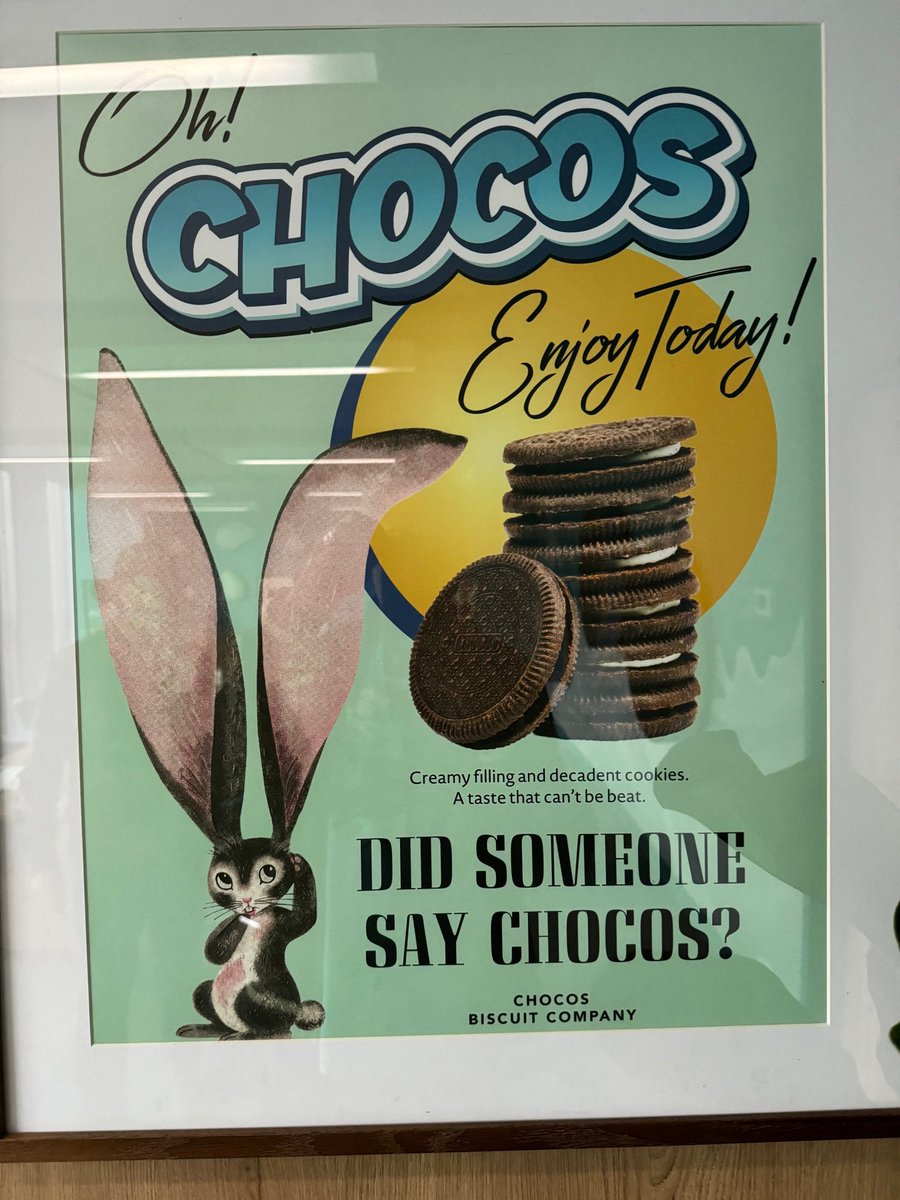 Oh!
CHOCOS
Enjoy Today!
Creamy filling and decadent cookies.
A taste that can't be beat.
DID SOMEONE
SAY CHOCOS?
CHOCOS
BISCUIT COMPANY